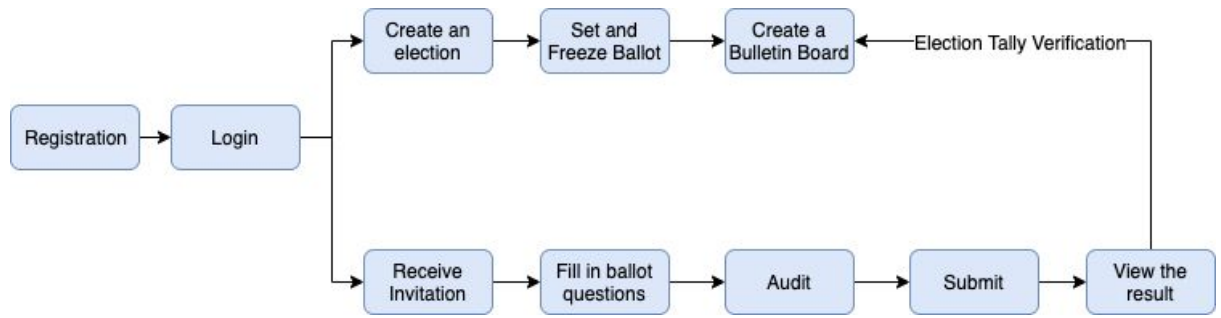 Registration
Login
Create an
election
Set and
Freeze Ballot
Create a
Bulletin Board
Election Tally Verification
Receive
Invitation
Fill in ballot
questions
Audit
Submit
View the
result